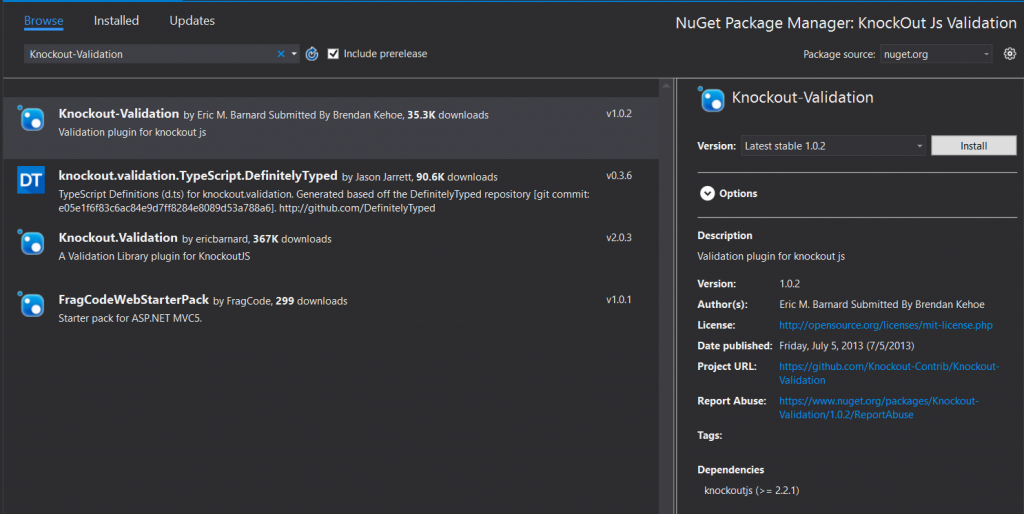 Browse Installed Updates
NuGet Package Manager: KnockOut Js Validation
Knockout-Validation
Include prerelease
Package source: nuget.org
Knockout-Validation by Eric M. Barnard Submitted By Brendan Kehoe, 35.3K downloads v1.0.2
Validation plugin for knockout js
DT
knockout.validation.TypeScript.DefinitelyTyped by Jason Jarrett, 90.6K downloads v0.3.6
TypeScript Definitions (d.ts) for knockout.validation. Generated based off the DefinitelyTyped repository [git commit:
e05e1f6f83c6ac84e9d7ff8284e8089d53a788a6]. http://github.com/DefinitelyTyped
Knockout.Validation by ericbarnard, 367K downloads v2.0.3
A Validation Library plugin for KnockoutJS
FragCodeWebStarterPack by FragCode, 299 downloads v1.0.1
Starter pack for ASP.NET MVC5.
Knockout-Validation
Version: Latest stable 1.0.2 Install
Options
Description
Validation plugin for knockout js
Version: 1.0.2
Author(s): Eric M. Barnard Submitted By Brendan Kehoe
License: http://opensource.org/licenses/mit-license.php
Date published: Friday, July 5, 2013 (7/5/2013)
Project URL: https://github.com/Knockout-Contrib/Knockout-
Validation
Report Abuse: https://www.nuget.org/packages/Knockout-
Validation/1.0.2/ReportAbuse
Tags:
Dependencies
knockoutjs (>= 2.2.1)